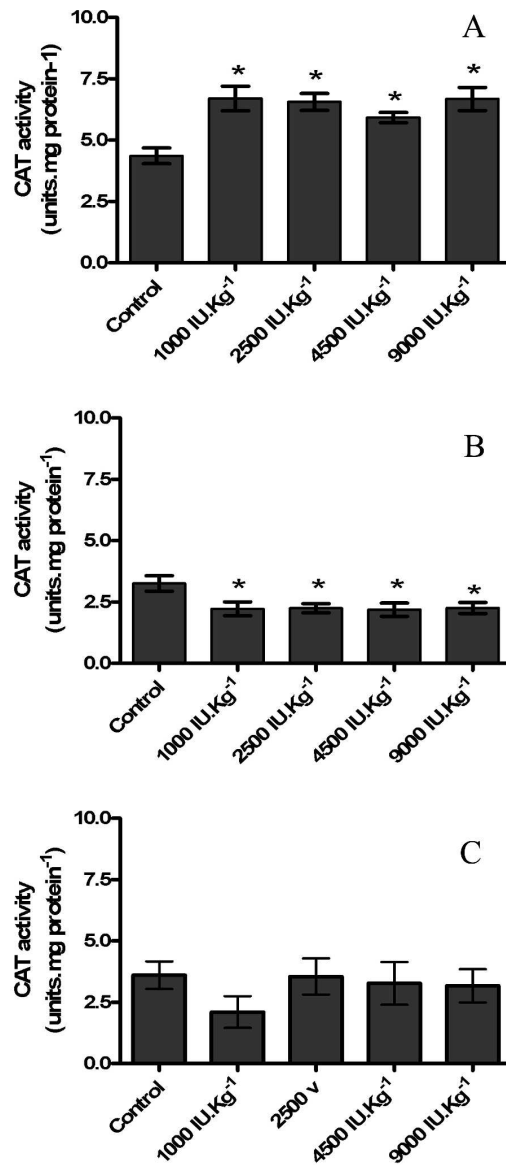 A
CAT activity
(units.mg protein-1)
10.0
7.5
5.0
2.5
0.0
* * * *
Control
1000 IU.Kg⁻¹
2500 IU.Kg⁻¹
4500 IU.Kg⁻¹
9000 IU.Kg⁻¹
B
CAT activity
(units.mg protein⁻¹)
10.0
7.5
5.0
2.5
0.0
* * * *
Control
1000 IU.Kg⁻¹
2500 IU.Kg⁻¹
4500 IU.Kg⁻¹
9000 IU.Kg⁻¹
C
CAT activity
(units.mg protein⁻¹)
10.0
7.5
5.0
2.5
0.0
Control
1000 IU.Kg⁻¹
2500 v
4500 IU.Kg⁻¹
9000 IU.Kg⁻¹